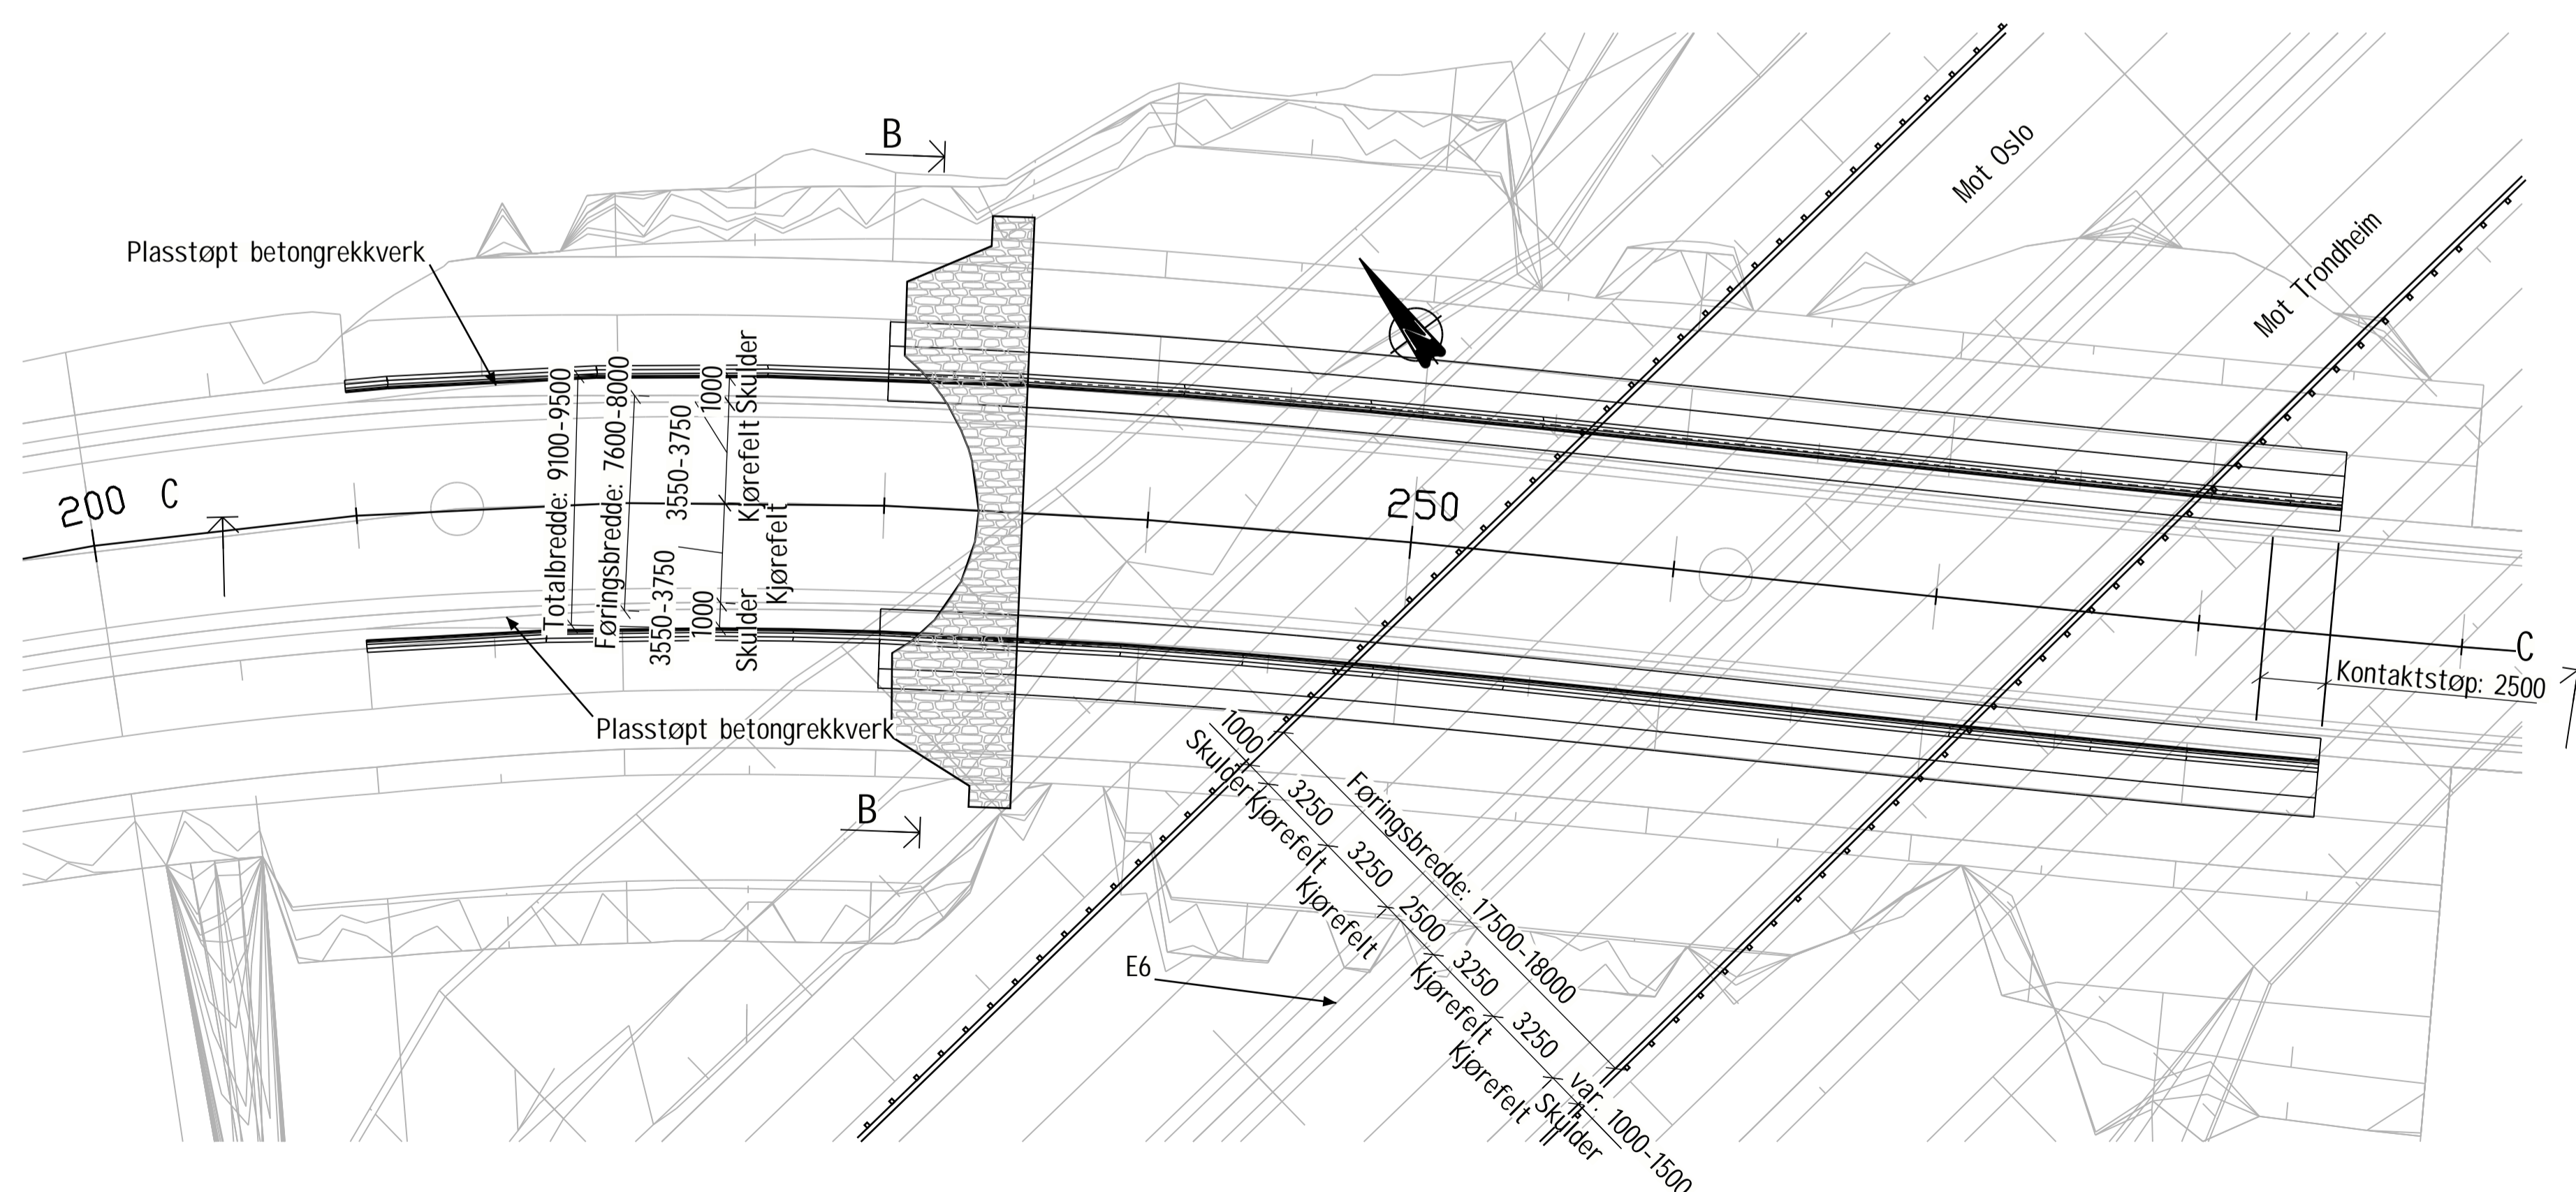 B
Mot Oslo
Mot Trondheim
Plasstøpt betongrekkverk
Totalbredde: 9100-9500
Føringsbredde: 7600-8000
3550-3750
1000
Skulder
Kjørefelt
Kjørefelt
3550-3750
1000
Skulder
200
C
250
C
Kontaktstøp: 2500
Plasstøpt betongrekkverk
B
1000
Skulder
3250
Kjørefelt
3250
Kjørefelt
2500
3250
Kjørefelt
3250
Kjørefelt
var. 1000-1500
Skulder
Føringsbredde: 17500-18000
E6